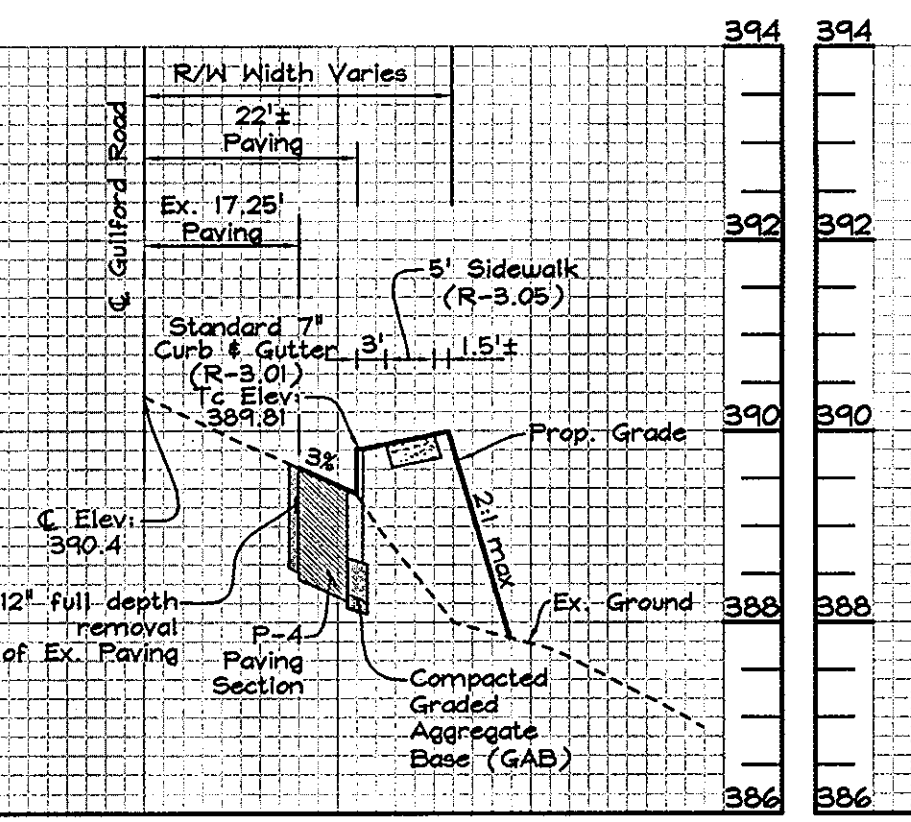 394
394
R/W Width Varies
22'±
Paving
℄ Guilford Road
Ex. 17.25'
Paving
392
392
5' Sidewalk
(R-3.05)
Standard 7"
Curb & Gutter
(R-3.01)
3'
1.5'±
Tc Elev:
389.81
390
390
Prop. Grade
3%
2:1 max
℄ Elev:
390.4
12" full depth
removal
of Ex. Paving
Ex. Ground
388
388
P-4
Paving
Section
Compacted
Graded
Aggregate
Base (GAB)
386
386